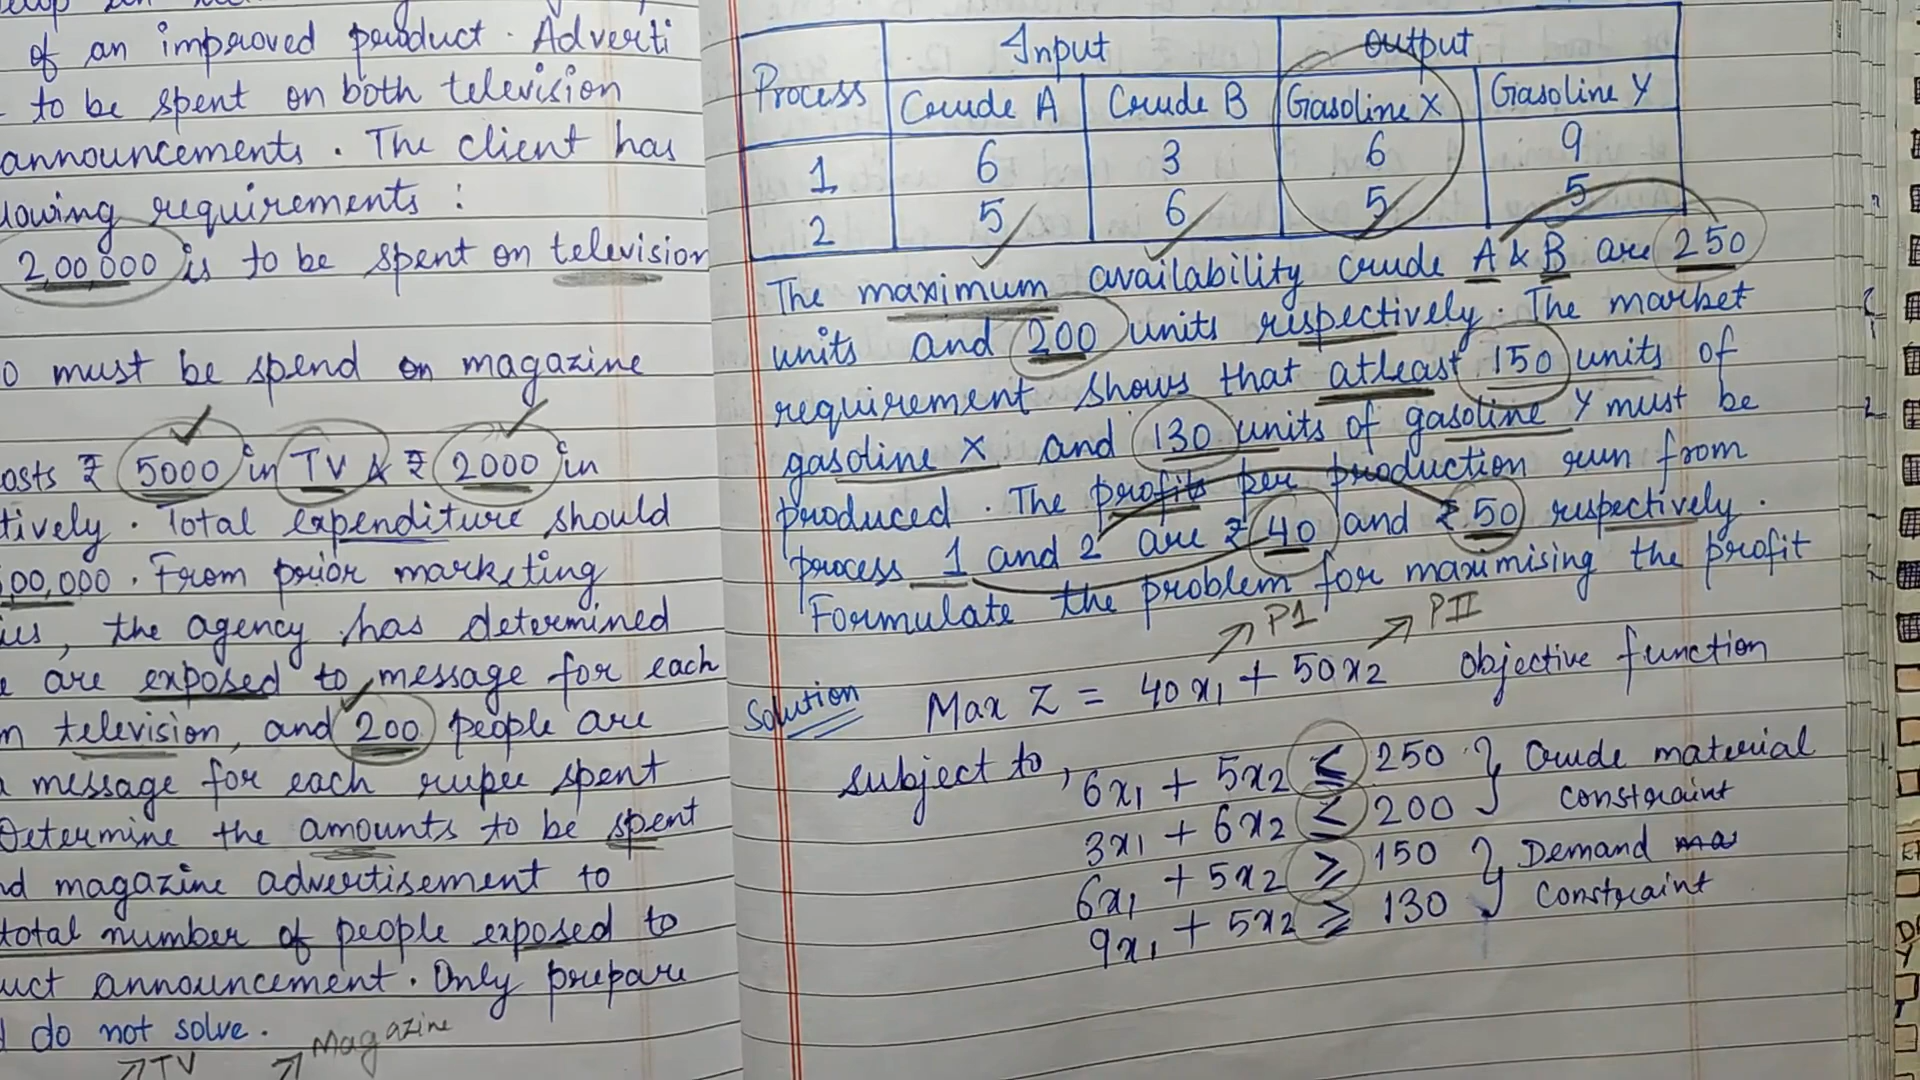 of an improved product. Adverti
to be spent on both television
announcements. The client has
lowing requirements :
2,00,000 is to be spent on television
0 must be spend on magazine
osts ₹ 5000 in TV & ₹ 2000 in
tively. Total expenditure should
,00,000. From prior marketing
ies, the agency has determined
e are exposed to message for each
n television, and 200 people are
a message for each rupee spent
Determine the amounts to be spent
nd magazine advertisement to
total number of people exposed to
uct announcement. Only prepare
d do not solve.
TV Magazine
Process Input Output
Crude A Crude B Gasoline X Gasoline Y
1 6 3 6 9
2 5 6 5 5
The maximum availability crude A & B are 250
units and 200 units respectively. The market
requirement shows that atleast 150 units of
gasoline X and 130 units of gasoline Y must be
produced. The profits per production run from
process 1 and 2 are ₹ 40 and ₹ 50 respectively.
Formulate the problem for maximising the profit
PI PII
Solution Max Z = 40x1 + 50x2 Objective function
subject to, 6x1 + 5x2 ≤ 250 } Crude material
3x1 + 6x2 ≤ 200 constraint
6x1 + 5x2 ≥ 150 } Demand
9x1 + 5x2 ≥ 130 Constraint